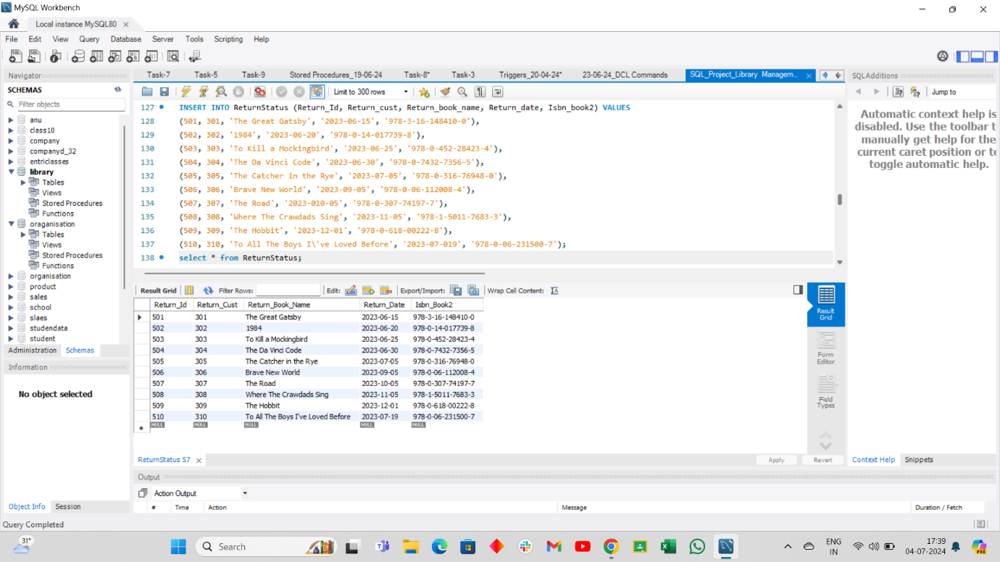 MySQL Workbench
Local instance MySQL80
File Edit View Query Database Server Tools Scripting Help
Navigator
SCHEMAS
Filter objects
anu
class10
company
companyd_32
entriclasses
library
Tables
Views
Stored Procedures
Functions
oraganisation
Tables
Views
Stored Procedures
Functions
organisation
product
sales
school
slaes
studendata
student
Administration Schemas
Information
No object selected
Object Info Session
Query Completed
Task-7 Task-5 Task-9 Stored Procedures_19-06-24 Task-8* Task-3 Triggers_20-04-24* 23-06-24_DCL Commands SQL_Project_Library Managem...
Limit to 300 rows
127 INSERT INTO ReturnStatus (Return_Id, Return_cust, Return_book_name, Return_date, Isbn_book2) VALUES
128 (501, 301, 'The Great Gatsby', '2023-06-15', '978-3-16-148410-0'),
129 (502, 302, '1984', '2023-06-20', '978-0-14-017739-8'),
130 (503, 303, 'To Kill a Mockingbird', '2023-06-25', '978-0-452-28423-4'),
131 (504, 304, 'The Da Vinci Code', '2023-06-30', '978-0-7432-7356-5'),
132 (505, 305, 'The Catcher in the Rye', '2023-07-05', '978-0-316-76948-0'),
133 (506, 306, 'Brave New World', '2023-09-05', '978-0-06-112008-4'),
134 (507, 307, 'The Road', '2023-010-05', '978-0-307-74197-7'),
135 (508, 308, 'Where The Crawdads Sing', '2023-11-05', '978-1-5011-7683-3'),
136 (509, 309, 'The Hobbit', '2023-12-01', '978-0-618-00222-8'),
137 (510, 310, 'To All The Boys I\'ve Loved Before', '2023-07-019', '978-0-06-231500-7');
138 select * from ReturnStatus;
Result Grid Filter Rows: Edit: Export/Import: Wrap Cell Content:
Return_Id Return_Cust Return_Book_Name Return_Date Isbn_Book2
501 301 The Great Gatsby 2023-06-15 978-3-16-148410-0
502 302 1984 2023-06-20 978-0-14-017739-8
503 303 To Kill a Mockingbird 2023-06-25 978-0-452-28423-4
504 304 The Da Vinci Code 2023-06-30 978-0-7432-7356-5
505 305 The Catcher in the Rye 2023-07-05 978-0-316-76948-0
506 306 Brave New World 2023-09-05 978-0-06-112008-4
507 307 The Road 2023-10-05 978-0-307-74197-7
508 308 Where The Crawdads Sing 2023-11-05 978-1-5011-7683-3
509 309 The Hobbit 2023-12-01 978-0-618-00222-8
510 310 To All The Boys I've Loved Before 2023-07-19 978-0-06-231500-7
NULL NULL NULL NULL NULL
Result
Grid
Form
Editor
Field
Types
ReturnStatus 57
Apply Revert
Output
Action Output
# Time Action Message Duration / Fetch
SQLAdditions
Jump to
Automatic context help is
disabled. Use the toolbar t
manually get help for the
current caret position or to
toggle automatic help.
Context Help Snippets
31°
Search
ENG
IN
17:39
04-07-2024
PRE